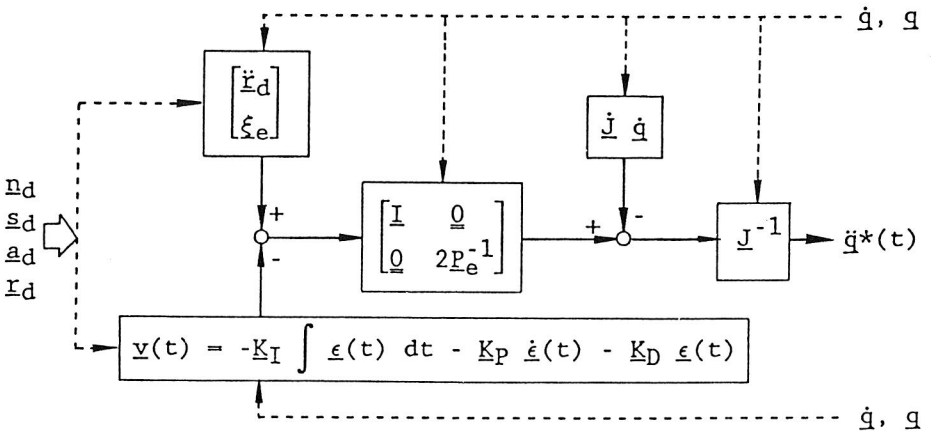 q̇, q
[r̈d
ξe]
J̇ q̇
nd
sd
ad
rd
+
-
[I 0
0 2Pe⁻¹]
+
-
J⁻¹
q̈*(t)
v(t) = -KI ∫ ε(t) dt - KP ε̇(t) - KD ε(t)
q̇, q